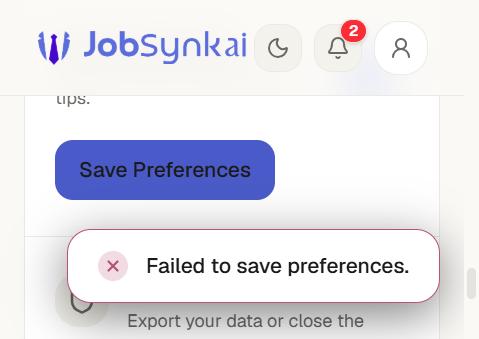 JobSynkai
2
tips.
Save Preferences
Failed to save preferences.
Export your data or close the